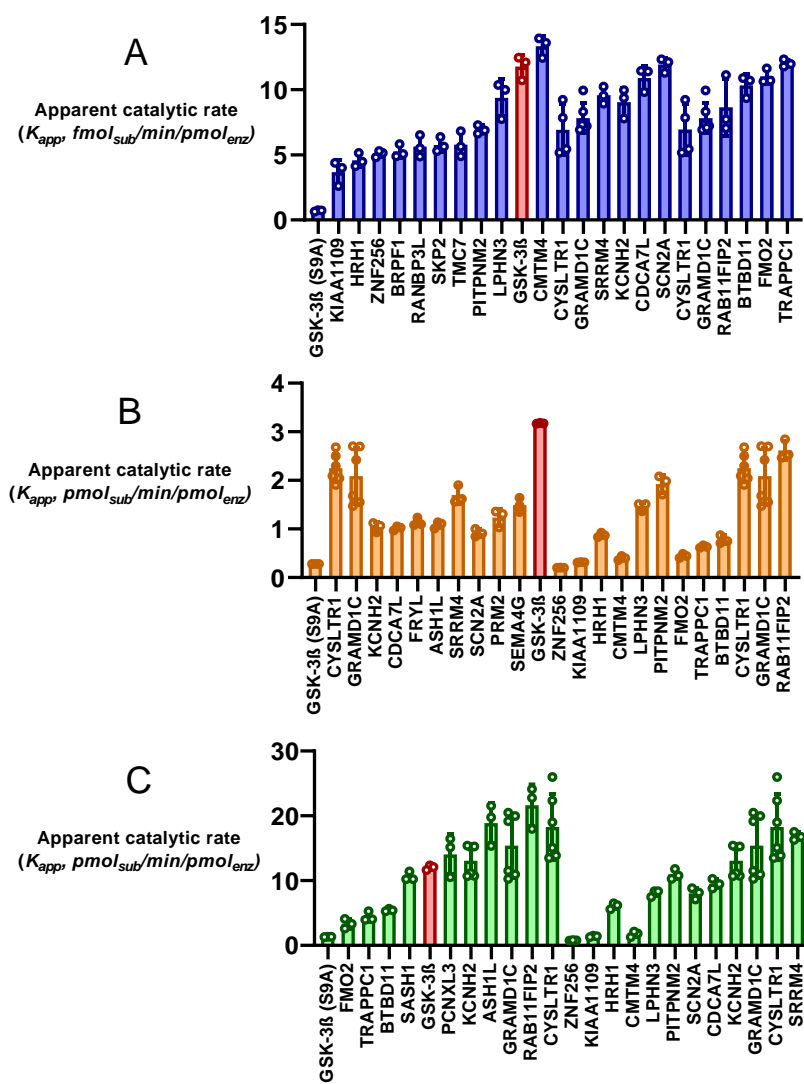 A
Apparent catalytic rate
(Kapp, fmolsub/min/pmolenz)
15
10
5
0
GSK-3ß (S9A)
KIAA1109
HRH1
ZNF256
BRPF1
RANBP3L
SKP2
TMC7
PITPNM2
LPHN3
GSK-3ß
CMTM4
CYSLTR1
GRAMD1C
SRRM4
KCNH2
CDCA7L
SCN2A
CYSLTR1
GRAMD1C
RAB11FIP2
BTBD11
FMO2
TRAPPC1
B
Apparent catalytic rate
(Kapp, pmolsub/min/pmolenz)
4
3
2
1
0
GSK-3ß (S9A)
CYSLTR1
GRAMD1C
KCNH2
CDCA7L
FRYL
ASH1L
SRRM4
SCN2A
PRM2
SEMA4G
GSK-3ß
ZNF256
KIAA1109
HRH1
CMTM4
LPHN3
PITPNM2
FMO2
TRAPPC1
BTBD11
CYSLTR1
GRAMD1C
RAB11FIP2
C
Apparent catalytic rate
(Kapp, pmolsub/min/pmolenz)
30
20
10
0
GSK-3ß (S9A)
FMO2
TRAPPC1
BTBD11
SASH1
GSK-3ß
PCNXL3
KCNH2
ASH1L
GRAMD1C
RAB11FIP2
CYSLTR1
ZNF256
KIAA1109
HRH1
CMTM4
LPHN3
PITPNM2
SCN2A
CDCA7L
KCNH2
GRAMD1C
CYSLTR1
SRRM4